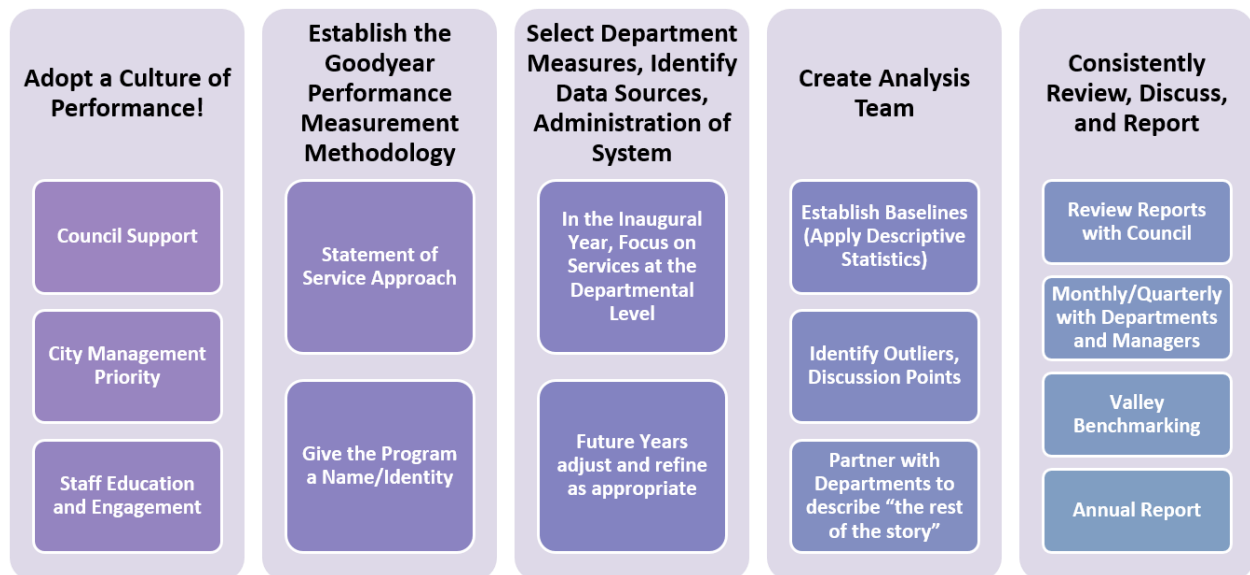 Adopt a Culture of
Performance!
Council Support
City Management
Priority
Staff Education
and Engagement
Establish the
Goodyear
Performance
Measurement
Methodology
Statement of
Service Approach
Give the Program
a Name/Identity
Select Department
Measures, Identify
Data Sources,
Administration of
System
In the Inaugural
Year, Focus on
Services at the
Departmental
Level
Future Years
adjust and refine
as appropriate
Create Analysis
Team
Establish Baselines
(Apply Descriptive
Statistics)
Identify Outliers,
Discussion Points
Partner with
Departments to
describe “the rest
of the story”
Consistently
Review, Discuss,
and Report
Review Reports
with Council
Monthly/Quarterly
with Departments
and Managers
Valley
Benchmarking
Annual Report